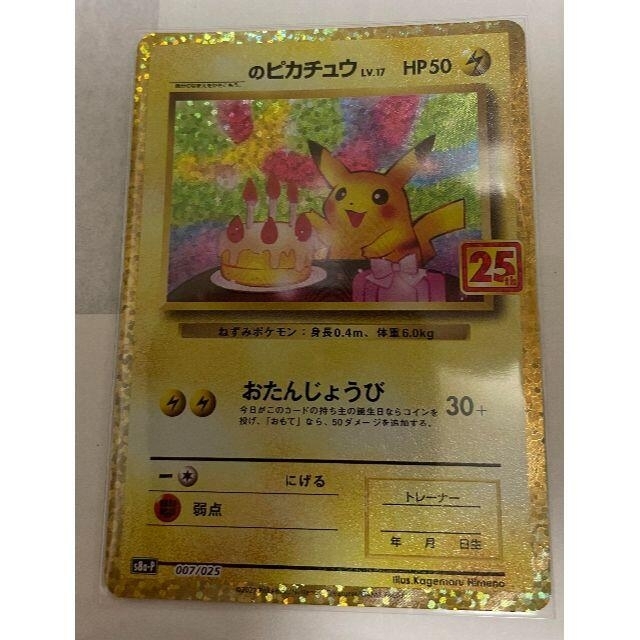 のピカチュウ LV.17 HP50
25th
ねずみポケモン：身長0.4m、体重6.0kg
おたんじょうび 30+
今日がこのカードの持ち主の誕生日ならコインを
投げ、「おもて」なら、50ダメージを追加する。
にげる
弱点
トレーナー
年 月 日生
s8a-P 007/025
Illus.Kagemaru Himeno